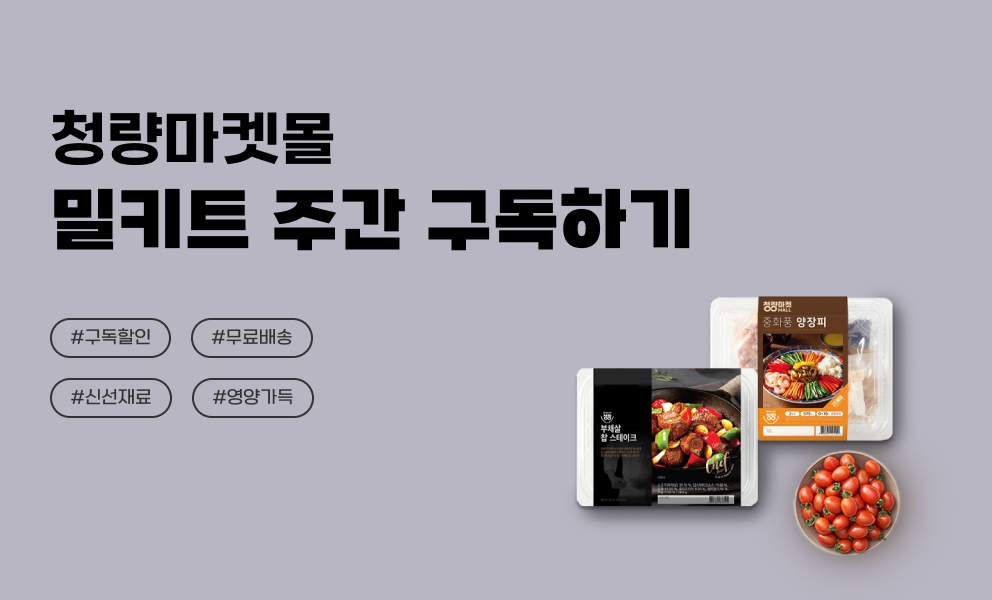 청량마켓몰
밀키트 주간 구독하기
#구독할인
#무료배송
#신선재료
#영양가득
청량마켓
MALL
중화풍 양장피
부채살
찹 스테이크
Chef